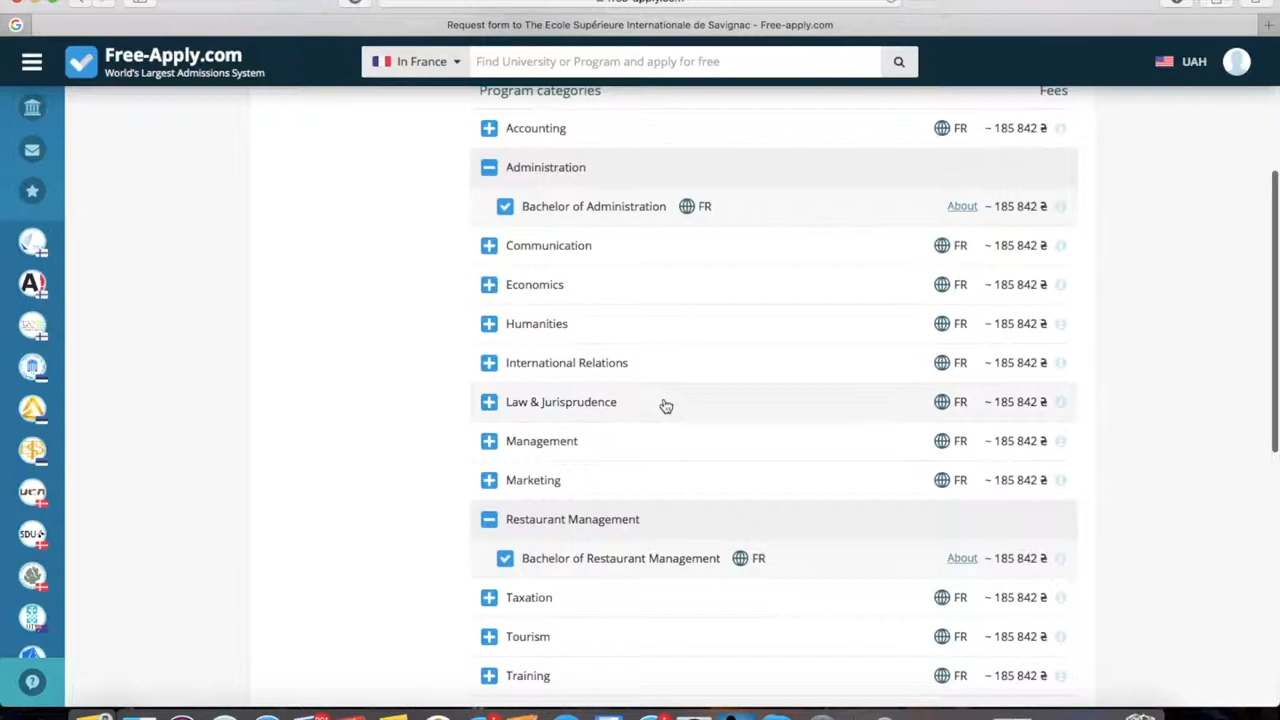 Request form to The Ecole Supérieure Internationale de Savignac - Free-apply.com
Free-Apply.com
World's Largest Admissions System
In France
Find University or Program and apply for free
UAH
Program categories Fees
Accounting FR ~ 185 842 ₴
Administration
Bachelor of Administration FR About ~ 185 842 ₴
Communication FR ~ 185 842 ₴
Economics FR ~ 185 842 ₴
Humanities FR ~ 185 842 ₴
International Relations FR ~ 185 842 ₴
Law & Jurisprudence FR ~ 185 842 ₴
Management FR ~ 185 842 ₴
Marketing FR ~ 185 842 ₴
Restaurant Management
Bachelor of Restaurant Management FR About ~ 185 842 ₴
Taxation FR ~ 185 842 ₴
Tourism FR ~ 185 842 ₴
Training FR ~ 185 842 ₴
SDU